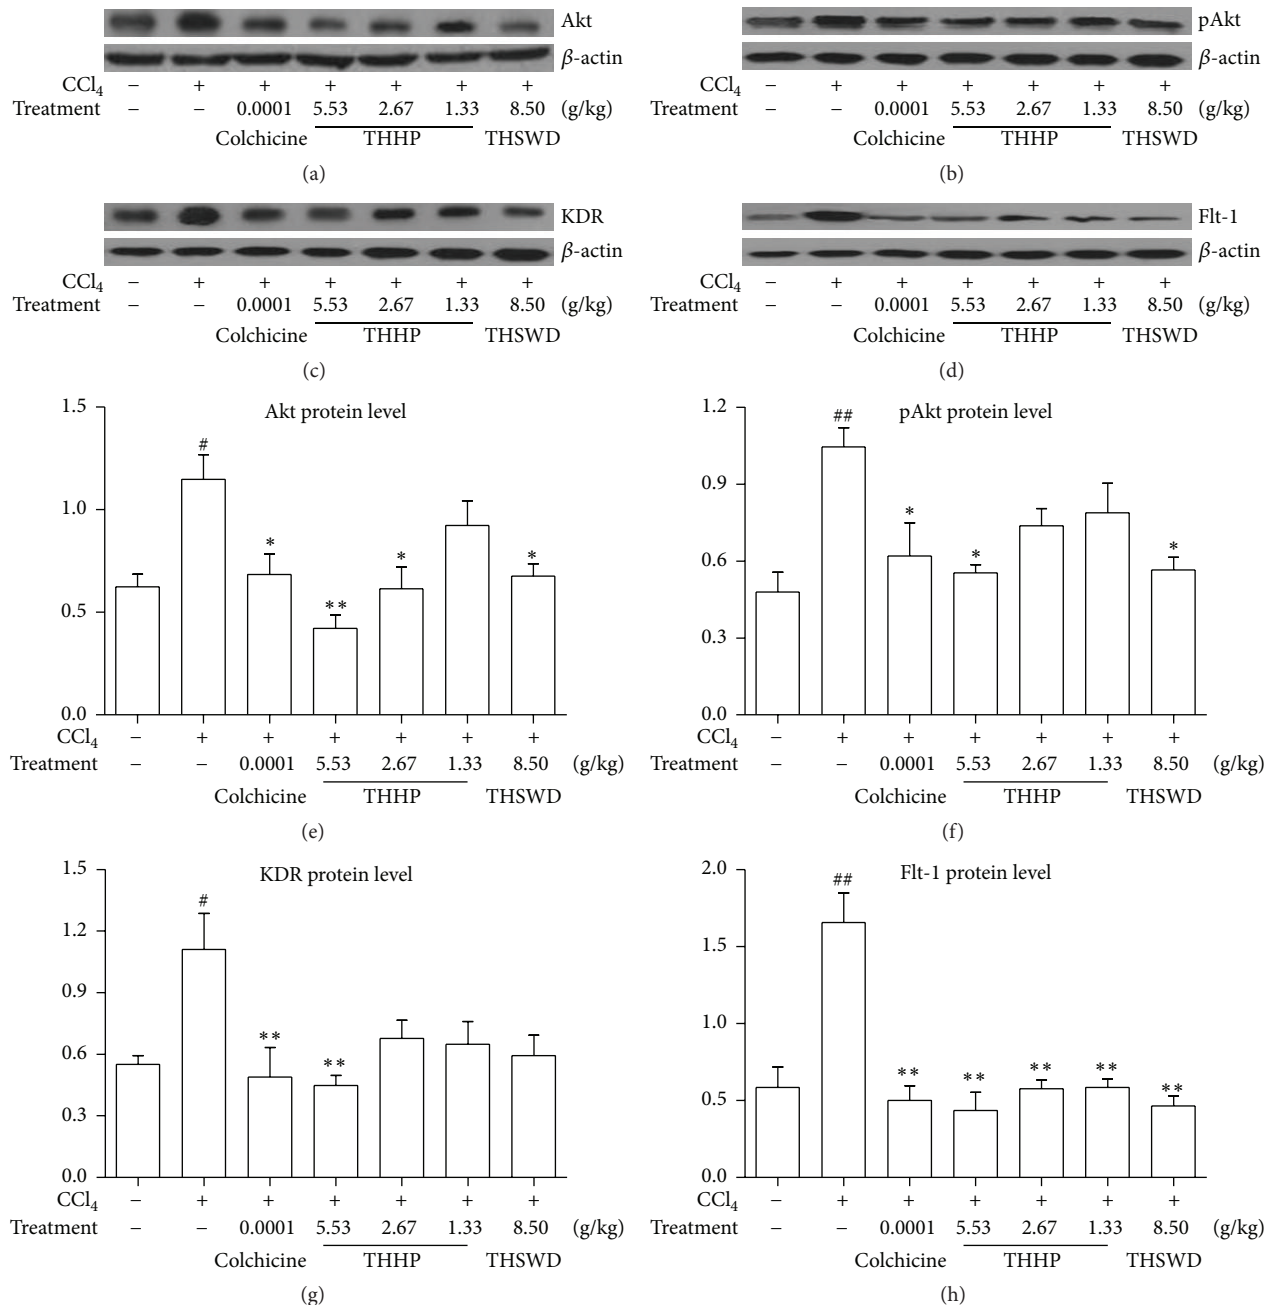 Akt
β-actin
CCl4 − + + + + + +
Treatment − − 0.0001 5.53 2.67 1.33 8.50 (g/kg)
Colchicine THHP THSWD
(a)
pAkt
β-actin
CCl4 − + + + + + +
Treatment − − 0.0001 5.53 2.67 1.33 8.50 (g/kg)
Colchicine THHP THSWD
(b)
KDR
β-actin
CCl4 − + + + + + +
Treatment − − 0.0001 5.53 2.67 1.33 8.50 (g/kg)
Colchicine THHP THSWD
(c)
Flt-1
β-actin
CCl4 − + + + + + +
Treatment − − 0.0001 5.53 2.67 1.33 8.50 (g/kg)
Colchicine THHP THSWD
(d)
Akt protein level
1.5
1.0
0.5
0.0
# * ** * *
CCl4 − + + + + + +
Treatment − − 0.0001 5.53 2.67 1.33 8.50 (g/kg)
Colchicine THHP THSWD
(e)
pAkt protein level
1.2
0.9
0.6
0.3
0.0
## * * *
CCl4 − + + + + + +
Treatment − − 0.0001 5.53 2.67 1.33 8.50 (g/kg)
Colchicine THHP THSWD
(f)
KDR protein level
1.5
1.2
0.9
0.6
0.3
0.0
# ** **
CCl4 − + + + + + +
Treatment − − 0.0001 5.53 2.67 1.33 8.50 (g/kg)
Colchicine THHP THSWD
(g)
Flt-1 protein level
2.0
1.5
1.0
0.5
0.0
## ** ** ** ** **
CCl4 − + + + + + +
Treatment − − 0.0001 5.53 2.67 1.33 8.50 (g/kg)
Colchicine THHP THSWD
(h)